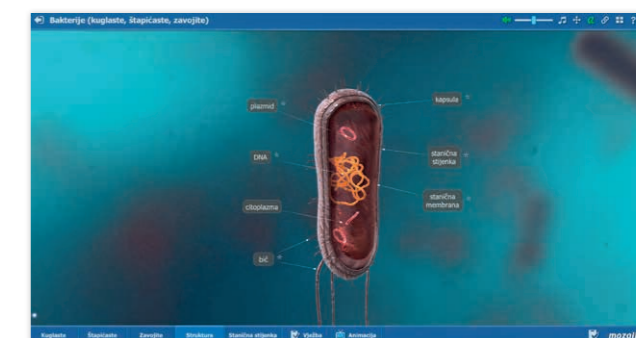 Bakterije (kuglaste, štapićaste, zavojite)
?
plazmid
kapsula
DNA
stanična
stijenka
stanična
membrana
citoplazma
bič
Kuglaste Štapićaste Zavojite Struktura Stanična stijenka Vježba Animacija
mozaik